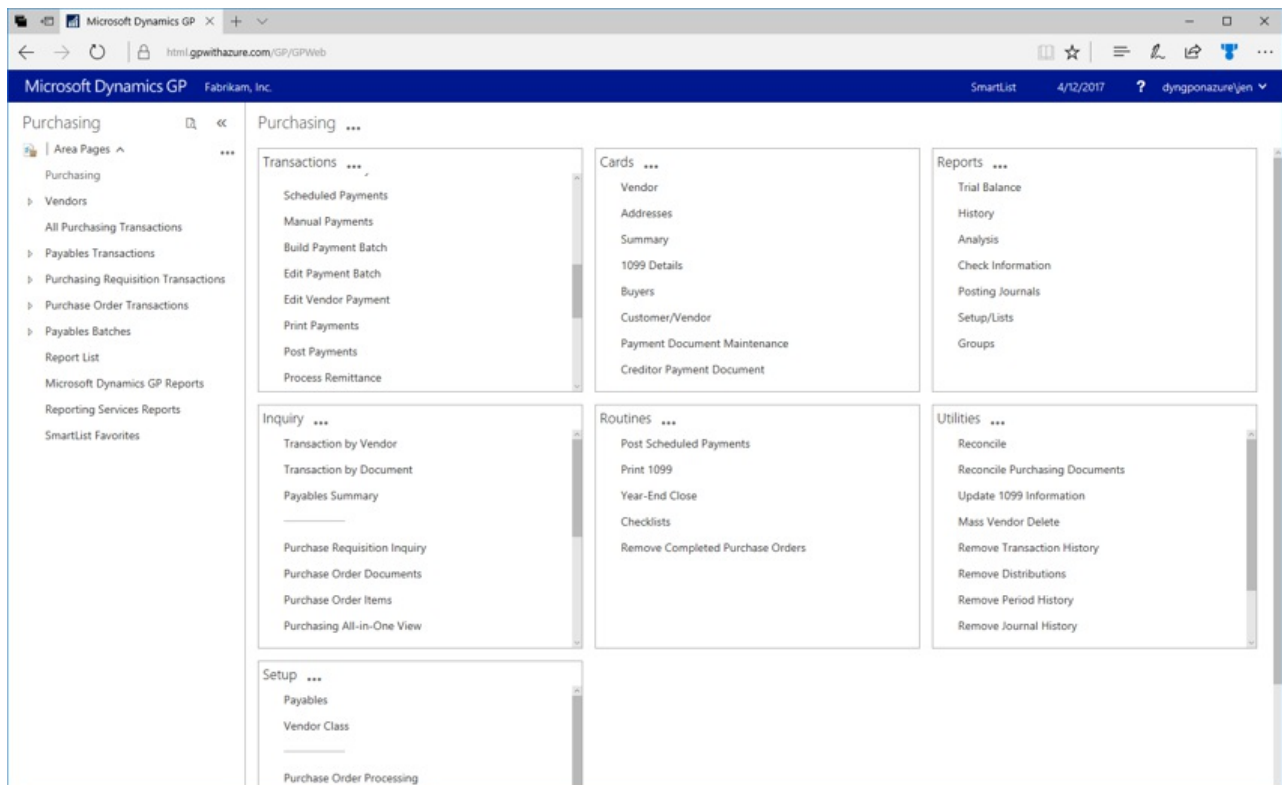 Microsoft Dynamics GP
html.gpwithazure.com/GP/GPWeb
Microsoft Dynamics GP Fabrikam, Inc. SmartList 4/12/2017 ? dyngponazure\jen
Purchasing
Area Pages
Purchasing
Vendors
All Purchasing Transactions
Payables Transactions
Purchasing Requisition Transactions
Purchase Order Transactions
Payables Batches
Report List
Microsoft Dynamics GP Reports
Reporting Services Reports
SmartList Favorites
Purchasing ...
Transactions ...
Scheduled Payments
Manual Payments
Build Payment Batch
Edit Payment Batch
Edit Vendor Payment
Print Payments
Post Payments
Process Remittance
Cards ...
Vendor
Addresses
Summary
1099 Details
Buyers
Customer/Vendor
Payment Document Maintenance
Creditor Payment Document
Reports ...
Trial Balance
History
Analysis
Check Information
Posting Journals
Setup/Lists
Groups
Inquiry ...
Transaction by Vendor
Transaction by Document
Payables Summary
Purchase Requisition Inquiry
Purchase Order Documents
Purchase Order Items
Purchasing All-in-One View
Routines ...
Post Scheduled Payments
Print 1099
Year-End Close
Checklists
Remove Completed Purchase Orders
Utilities ...
Reconcile
Reconcile Purchasing Documents
Update 1099 Information
Mass Vendor Delete
Remove Transaction History
Remove Distributions
Remove Period History
Remove Journal History
Setup ...
Payables
Vendor Class
Purchase Order Processing